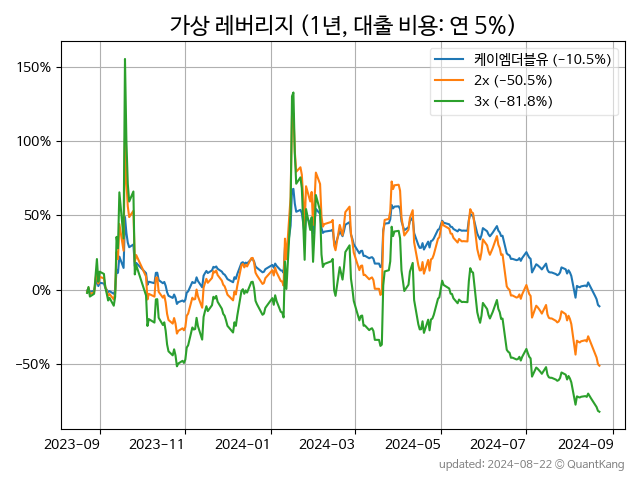 가상 레버리지 (1년, 대출 비용: 연 5%)
케이엠더블유 (−10.5%)
2x (−50.5%)
3x (−81.8%)
150%
100%
50%
0%
−50%
2023-09 2023-11 2024-01 2024-03 2024-05 2024-07 2024-09
updated: 2024-08-22 © QuantKang